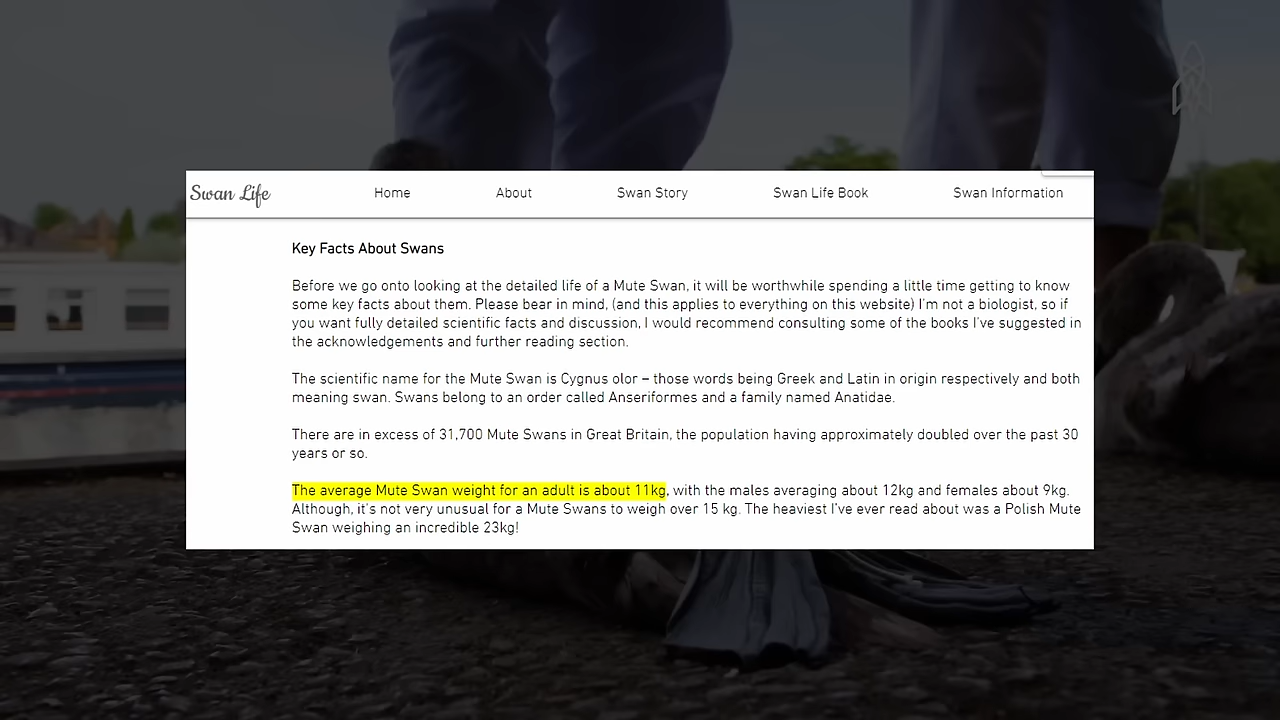 Swan Life
Home
About
Swan Story
Swan Life Book
Swan Information
Key Facts About Swans
Before we go onto looking at the detailed life of a Mute Swan, it will be worthwhile spending a little time getting to know
some key facts about them. Please bear in mind, (and this applies to everything on this website) I'm not a biologist, so if
you want fully detailed scientific facts and discussion, I would recommend consulting some of the books I've suggested in
the acknowledgements and further reading section.
The scientific name for the Mute Swan is Cygnus olor – those words being Greek and Latin in origin respectively and both
meaning swan. Swans belong to an order called Anseriformes and a family named Anatidae.
There are in excess of 31,700 Mute Swans in Great Britain, the population having approximately doubled over the past 30
years or so.
The average Mute Swan weight for an adult is about 11kg, with the males averaging about 12kg and females about 9kg.
Although, it's not very unusual for a Mute Swans to weigh over 15 kg. The heaviest I've ever read about was a Polish Mute
Swan weighing an incredible 23kg!